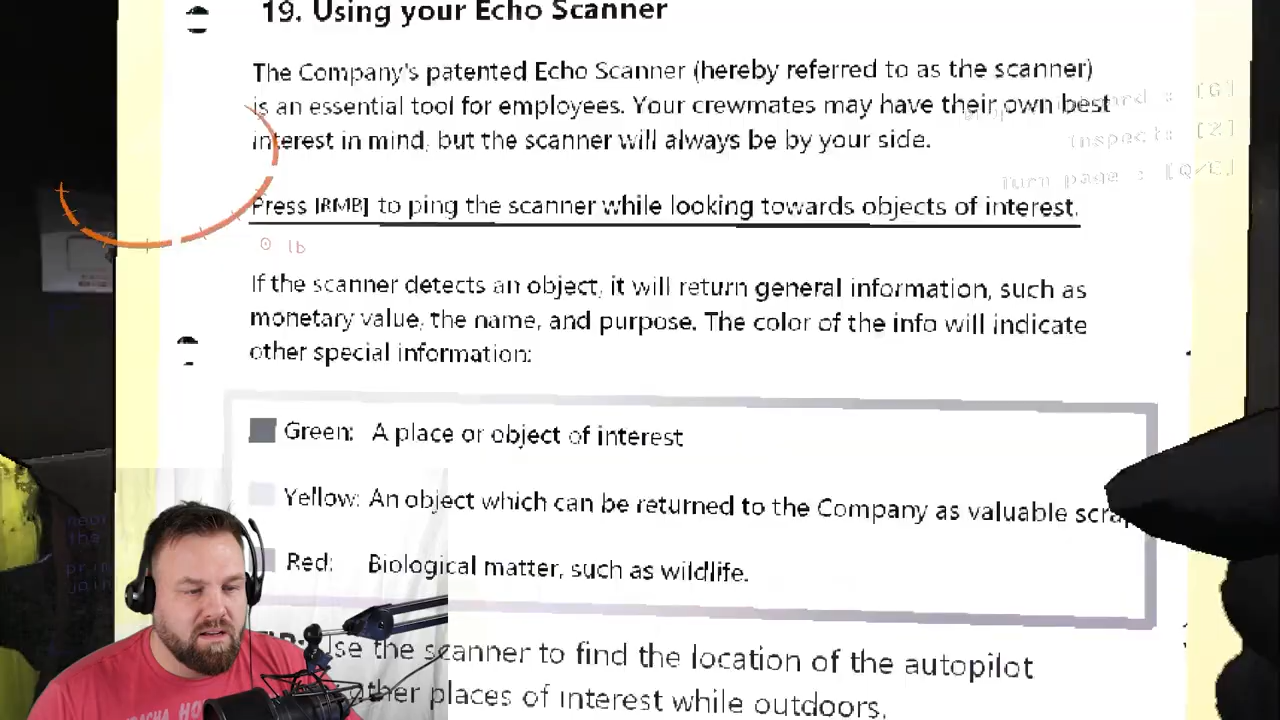 19. Using your Echo Scanner
The Company's patented Echo Scanner (hereby referred to as the scanner)
is an essential tool for employees. Your crewmates may have their own best
interest in mind, but the scanner will always be by your side.
: [G]
Inspect: [Z]
Turn page : [Q/E]
Press [RMB] to ping the scanner while looking towards objects of interest.
0 lb
If the scanner detects an object, it will return general information, such as
monetary value, the name, and purpose. The color of the info will indicate
other special information:
Green: A place or object of interest
Yellow: An object which can be returned to the Company as valuable
Red: Biological matter, such as wildlife.
the scanner to find the location of the autopilot
places of interest while outdoors.